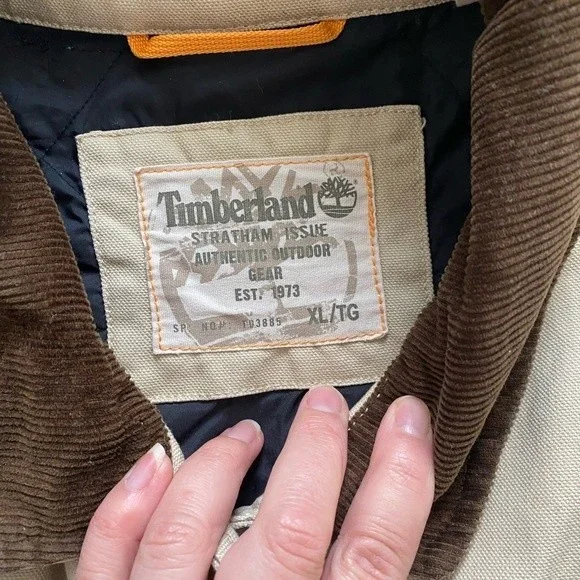 Timberland
STRATHAM ISSUE
AUTHENTIC OUTDOOR
GEAR
EST. 1973
XL/TG